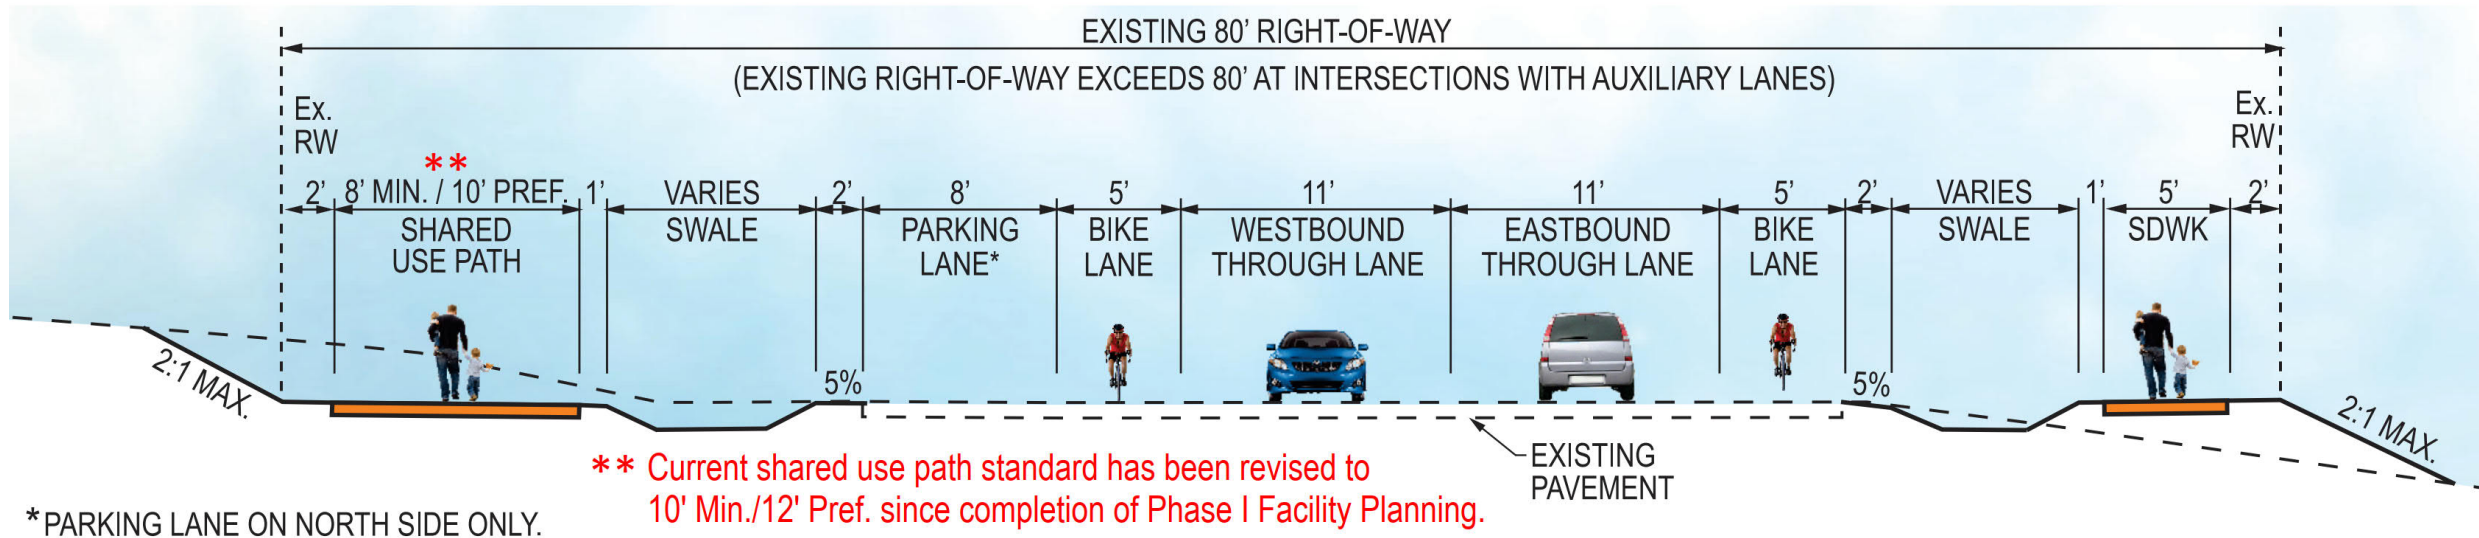 EXISTING 80’ RIGHT-OF-WAY
(EXISTING RIGHT-OF-WAY EXCEEDS 80’ AT INTERSECTIONS WITH AUXILIARY LANES)
Ex.
RW
Ex.
RW
**
2’ 8’ MIN. / 10’ PREF. 1’ VARIES 2’ 8’ 5’ 11’ 11’ 5’ 2’ VARIES 1’ 5’ 2’
SHARED
USE PATH
SWALE
PARKING
LANE*
BIKE
LANE
WESTBOUND
THROUGH LANE
EASTBOUND
THROUGH LANE
BIKE
LANE
SWALE
SDWK
2:1 MAX.
5%
5%
2:1 MAX.
EXISTING
PAVEMENT
** Current shared use path standard has been revised to
10' Min./12' Pref. since completion of Phase I Facility Planning.
*PARKING LANE ON NORTH SIDE ONLY.